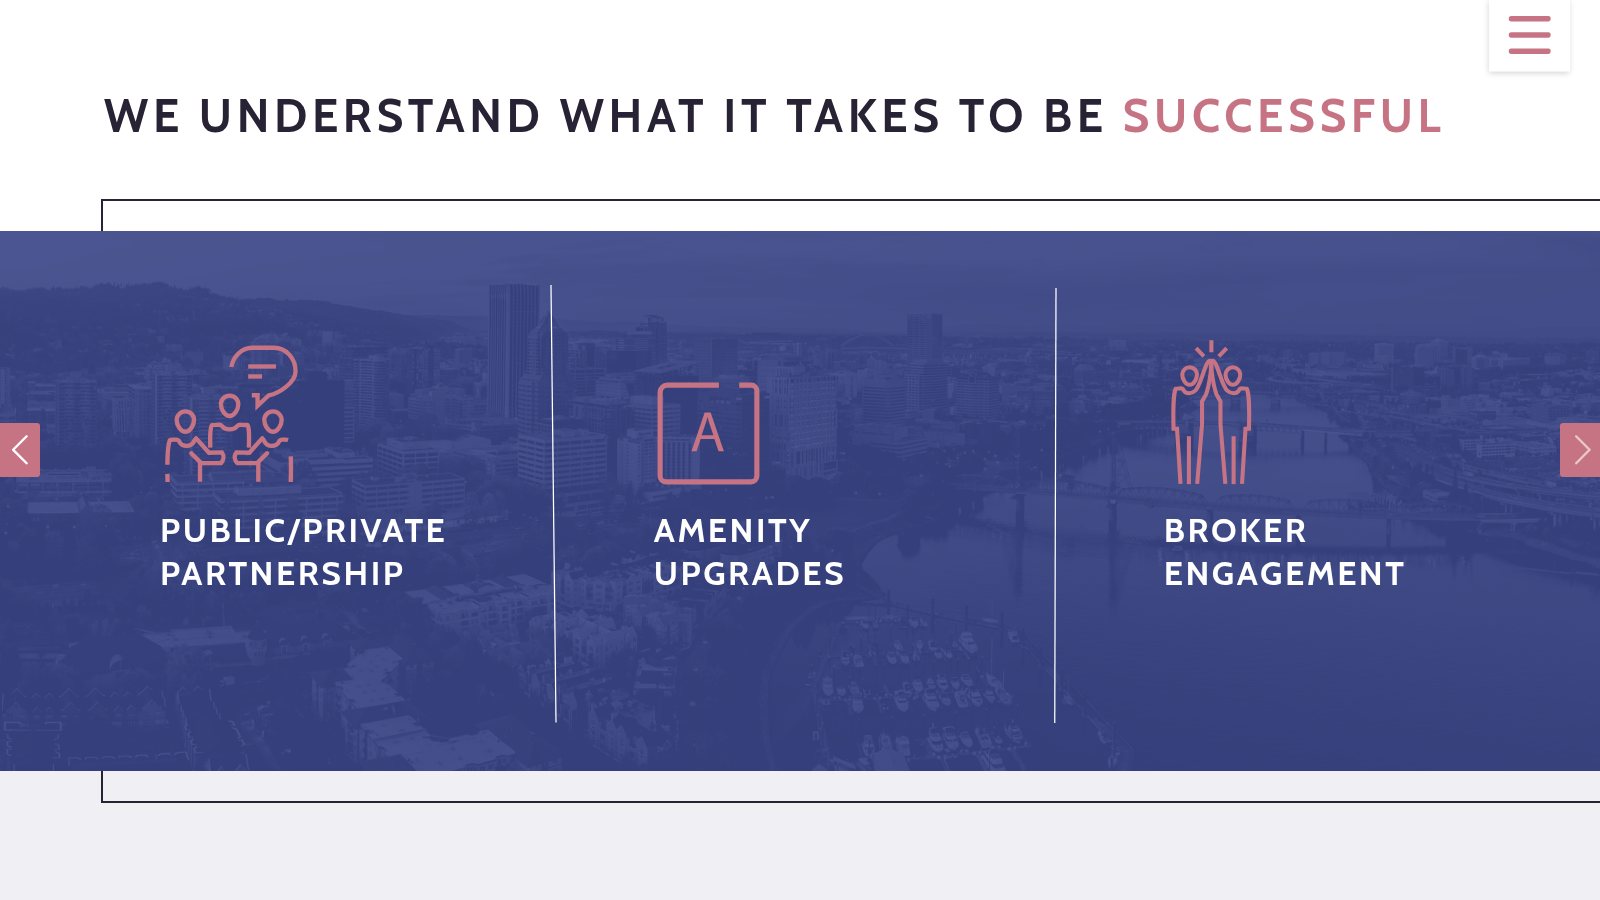 WE UNDERSTAND WHAT IT TAKES TO BE SUCCESSFUL
A
PUBLIC/PRIVATE
PARTNERSHIP
AMENITY
UPGRADES
BROKER
ENGAGEMENT